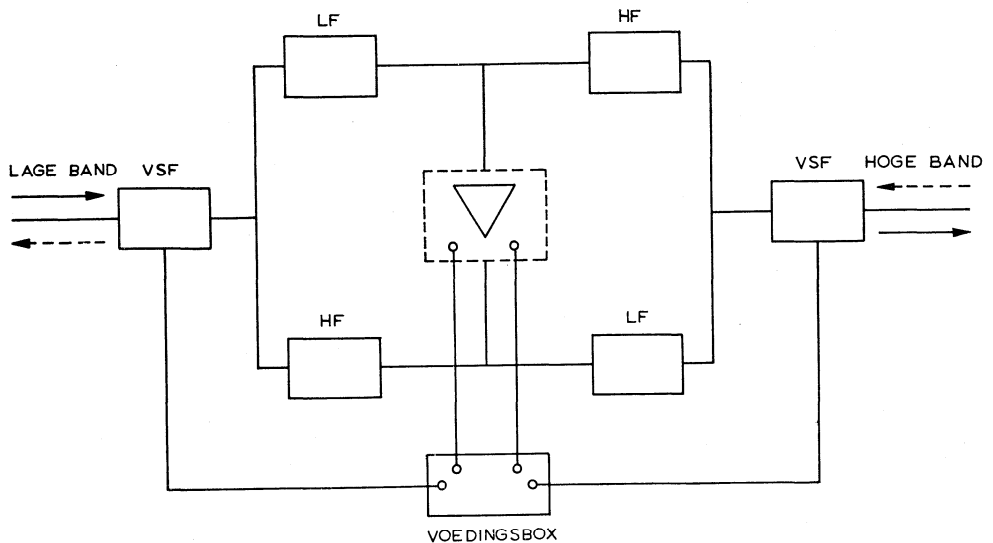 LF
HF
LAGE BAND
VSF
VSF
HOGE BAND
HF
LF
VOEDINGSBOX